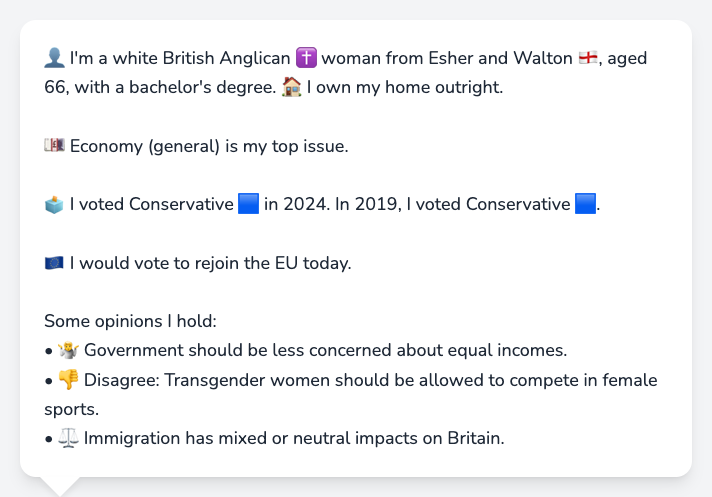 👤 I'm a white British Anglican ✝️ woman from Esher and Walton 🏴󠁧󠁢󠁥󠁮󠁧󠁿, aged
66, with a bachelor's degree. 🏠 I own my home outright.
💷 Economy (general) is my top issue.
🗳️ I voted Conservative 🟦 in 2024. In 2019, I voted Conservative 🟦.
🇪🇺 I would vote to rejoin the EU today.
Some opinions I hold:
• 🤷 Government should be less concerned about equal incomes.
• 👎 Disagree: Transgender women should be allowed to compete in female
sports.
• ⚖️ Immigration has mixed or neutral impacts on Britain.